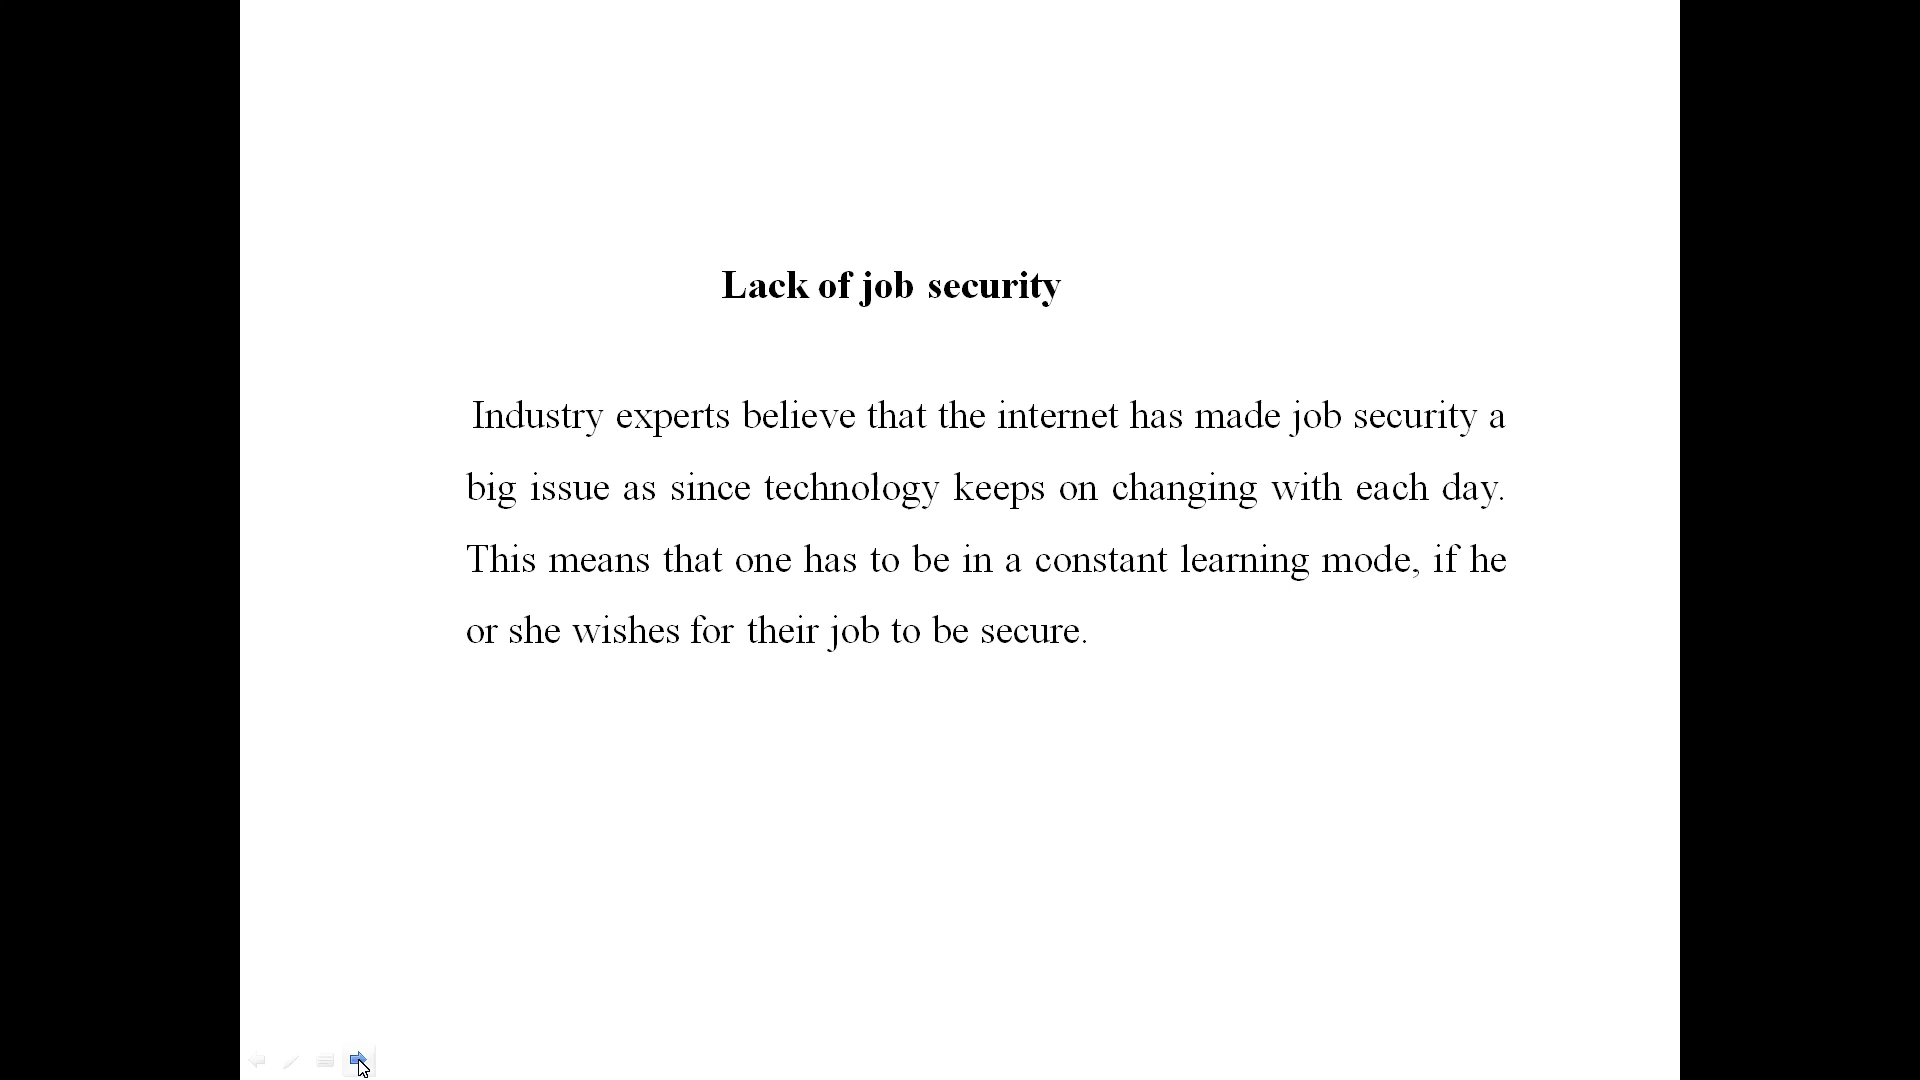 Lack of job security
Industry experts believe that the internet has made job security a
big issue as since technology keeps on changing with each day.
This means that one has to be in a constant learning mode, if he
or she wishes for their job to be secure.